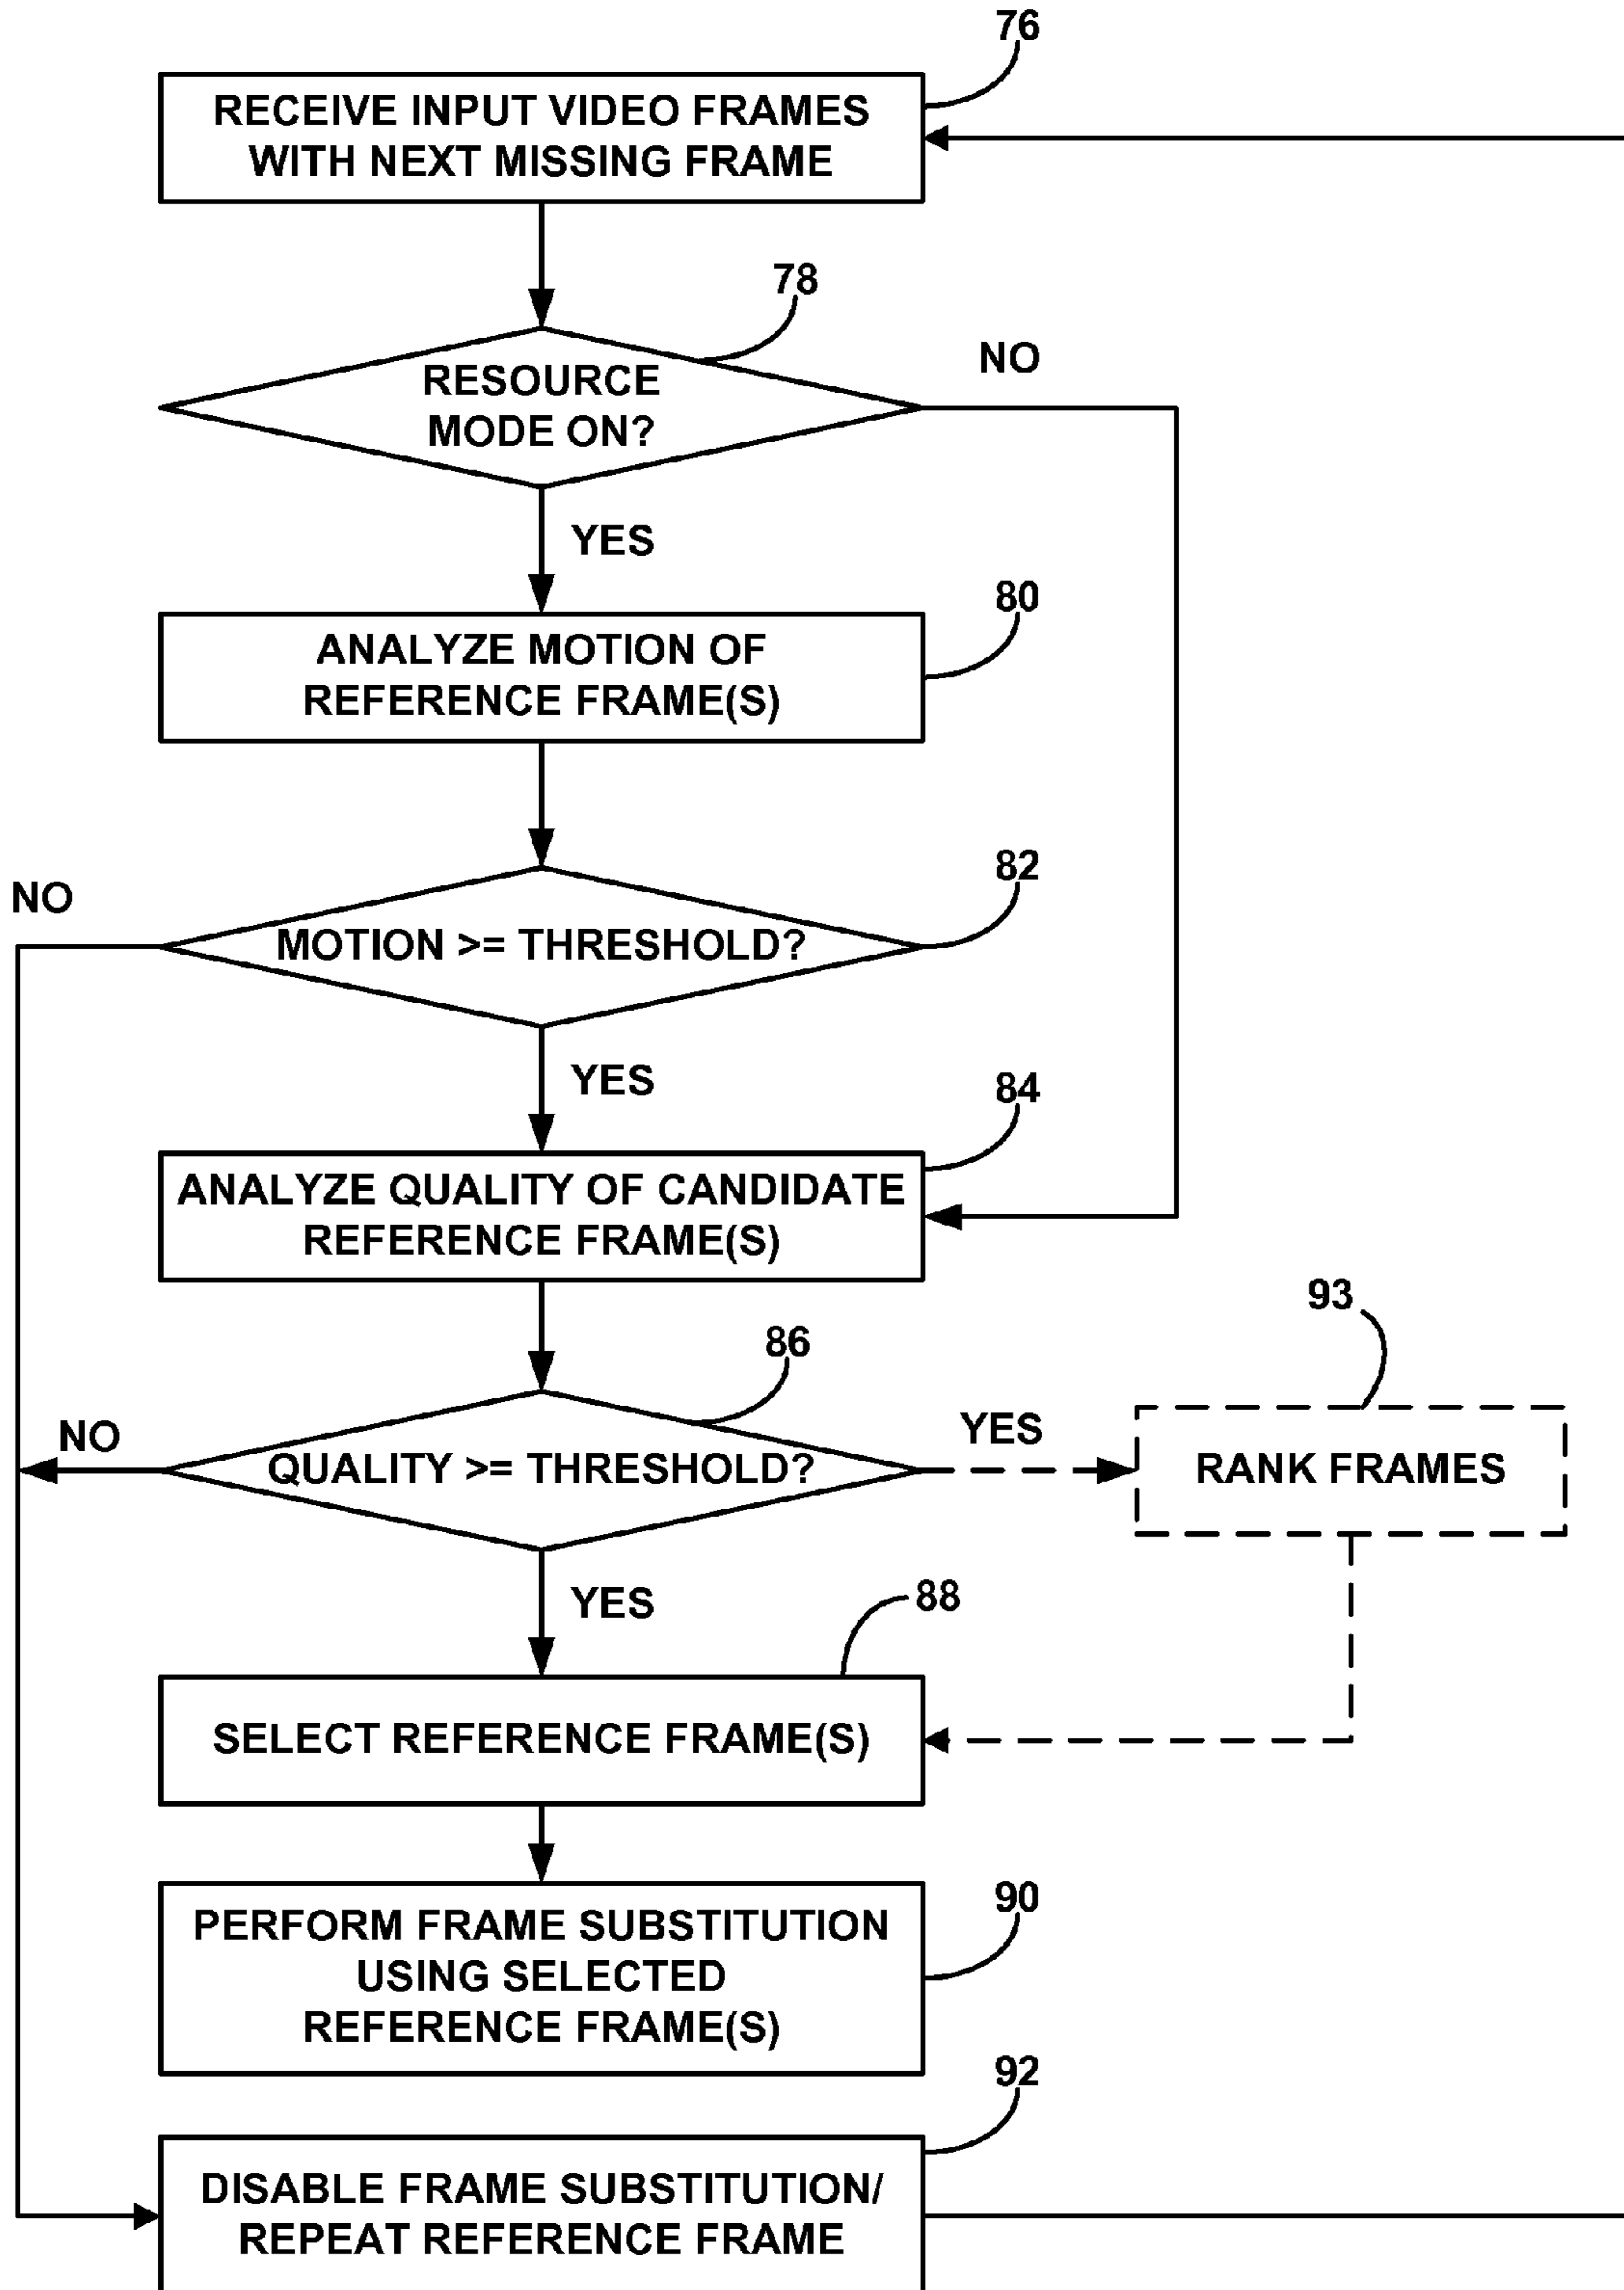 76
RECEIVE INPUT VIDEO FRAMES
WITH NEXT MISSING FRAME
78
RESOURCE
MODE ON?
NO
YES
80
ANALYZE MOTION OF
REFERENCE FRAME(S)
82
NO
MOTION >= THRESHOLD?
YES
84
ANALYZE QUALITY OF CANDIDATE
REFERENCE FRAME(S)
93
86
NO
QUALITY >= THRESHOLD?
YES
RANK FRAMES
YES
88
SELECT REFERENCE FRAME(S)
90
PERFORM FRAME SUBSTITUTION
USING SELECTED
REFERENCE FRAME(S)
92
DISABLE FRAME SUBSTITUTION/
REPEAT REFERENCE FRAME